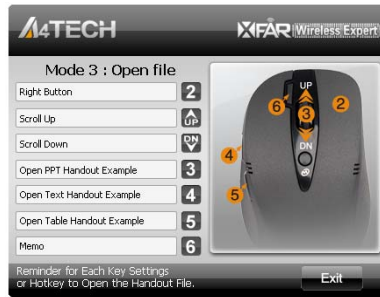 A4TECH
XFAR Wireless Expert
Mode 3 : Open file
Right Button 2
Scroll Up UP
Scroll Down DN
Open PPT Handout Example 3
Open Text Handout Example 4
Open Table Handout Example 5
Memo 6
UP
6
2
3
4
DN
5
Reminder for Each Key Settings
or Hotkey to Open the Handout File.
Exit